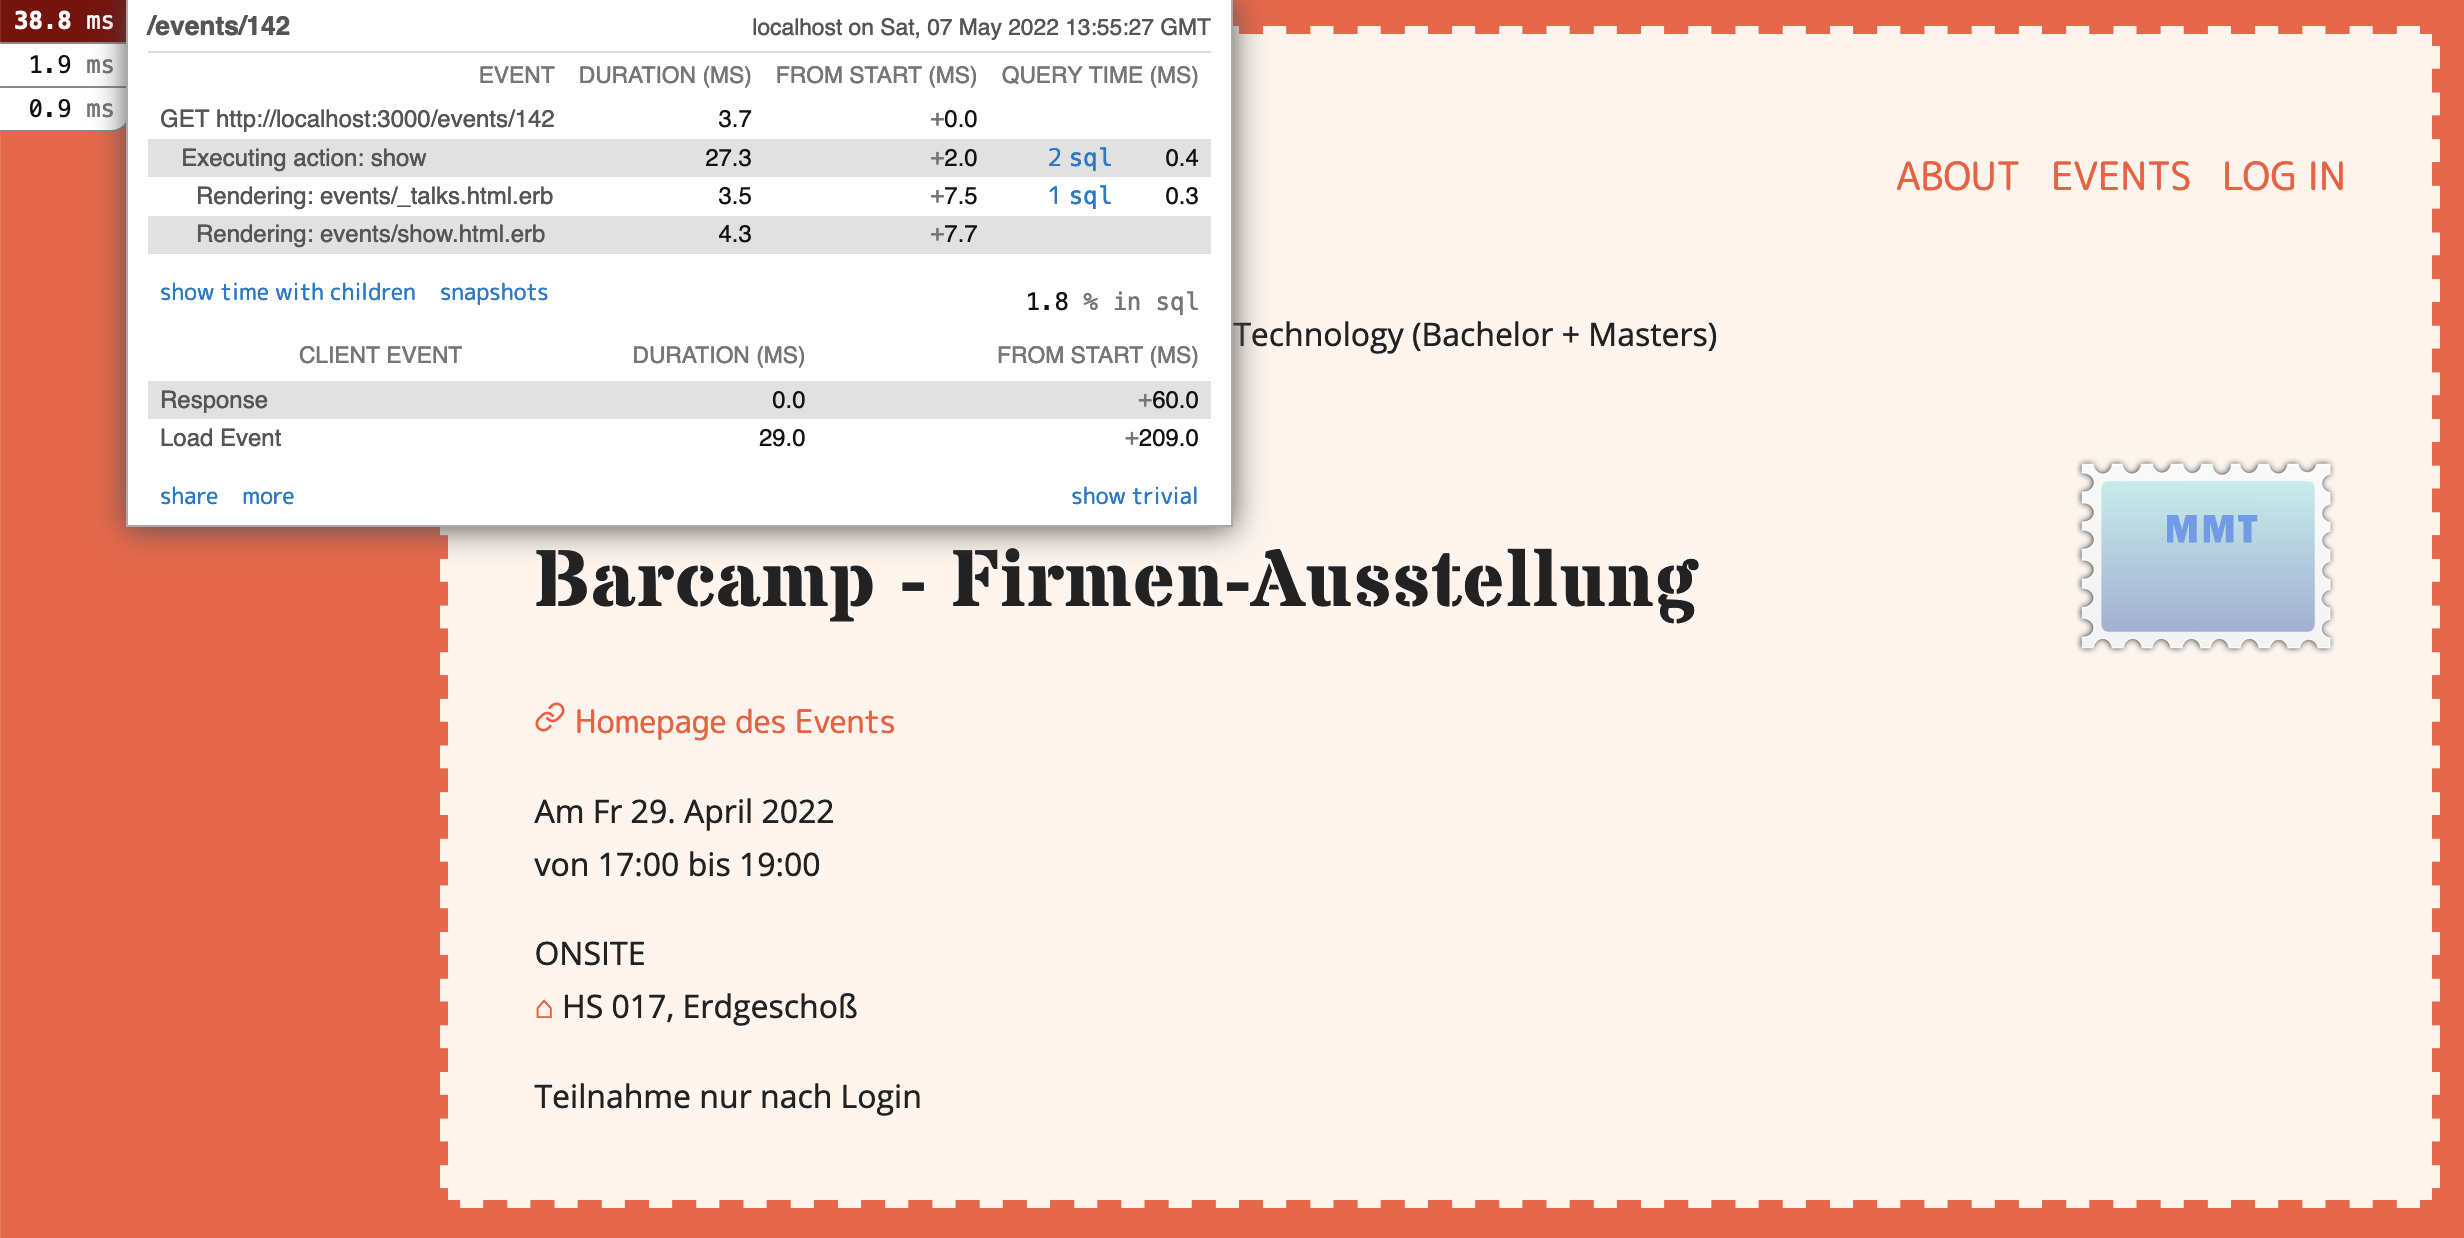 38.8 ms
1.9 ms
0.9 ms
/events/142 localhost on Sat, 07 May 2022 13:55:27 GMT
EVENT DURATION (MS) FROM START (MS) QUERY TIME (MS)
GET http://localhost:3000/events/142 3.7 +0.0
Executing action: show 27.3 +2.0 2 sql 0.4
Rendering: events/_talks.html.erb 3.5 +7.5 1 sql 0.3
Rendering: events/show.html.erb 4.3 +7.7
show time with children snapshots 1.8 % in sql
CLIENT EVENT DURATION (MS) FROM START (MS)
Response 0.0 +60.0
Load Event 29.0 +209.0
share more show trivial
ABOUT EVENTS LOG IN
Technology (Bachelor + Masters)
MMT
Barcamp - Firmen-Ausstellung
Homepage des Events
Am Fr 29. April 2022
von 17:00 bis 19:00
ONSITE
⌂ HS 017, Erdgeschoß
Teilnahme nur nach Login